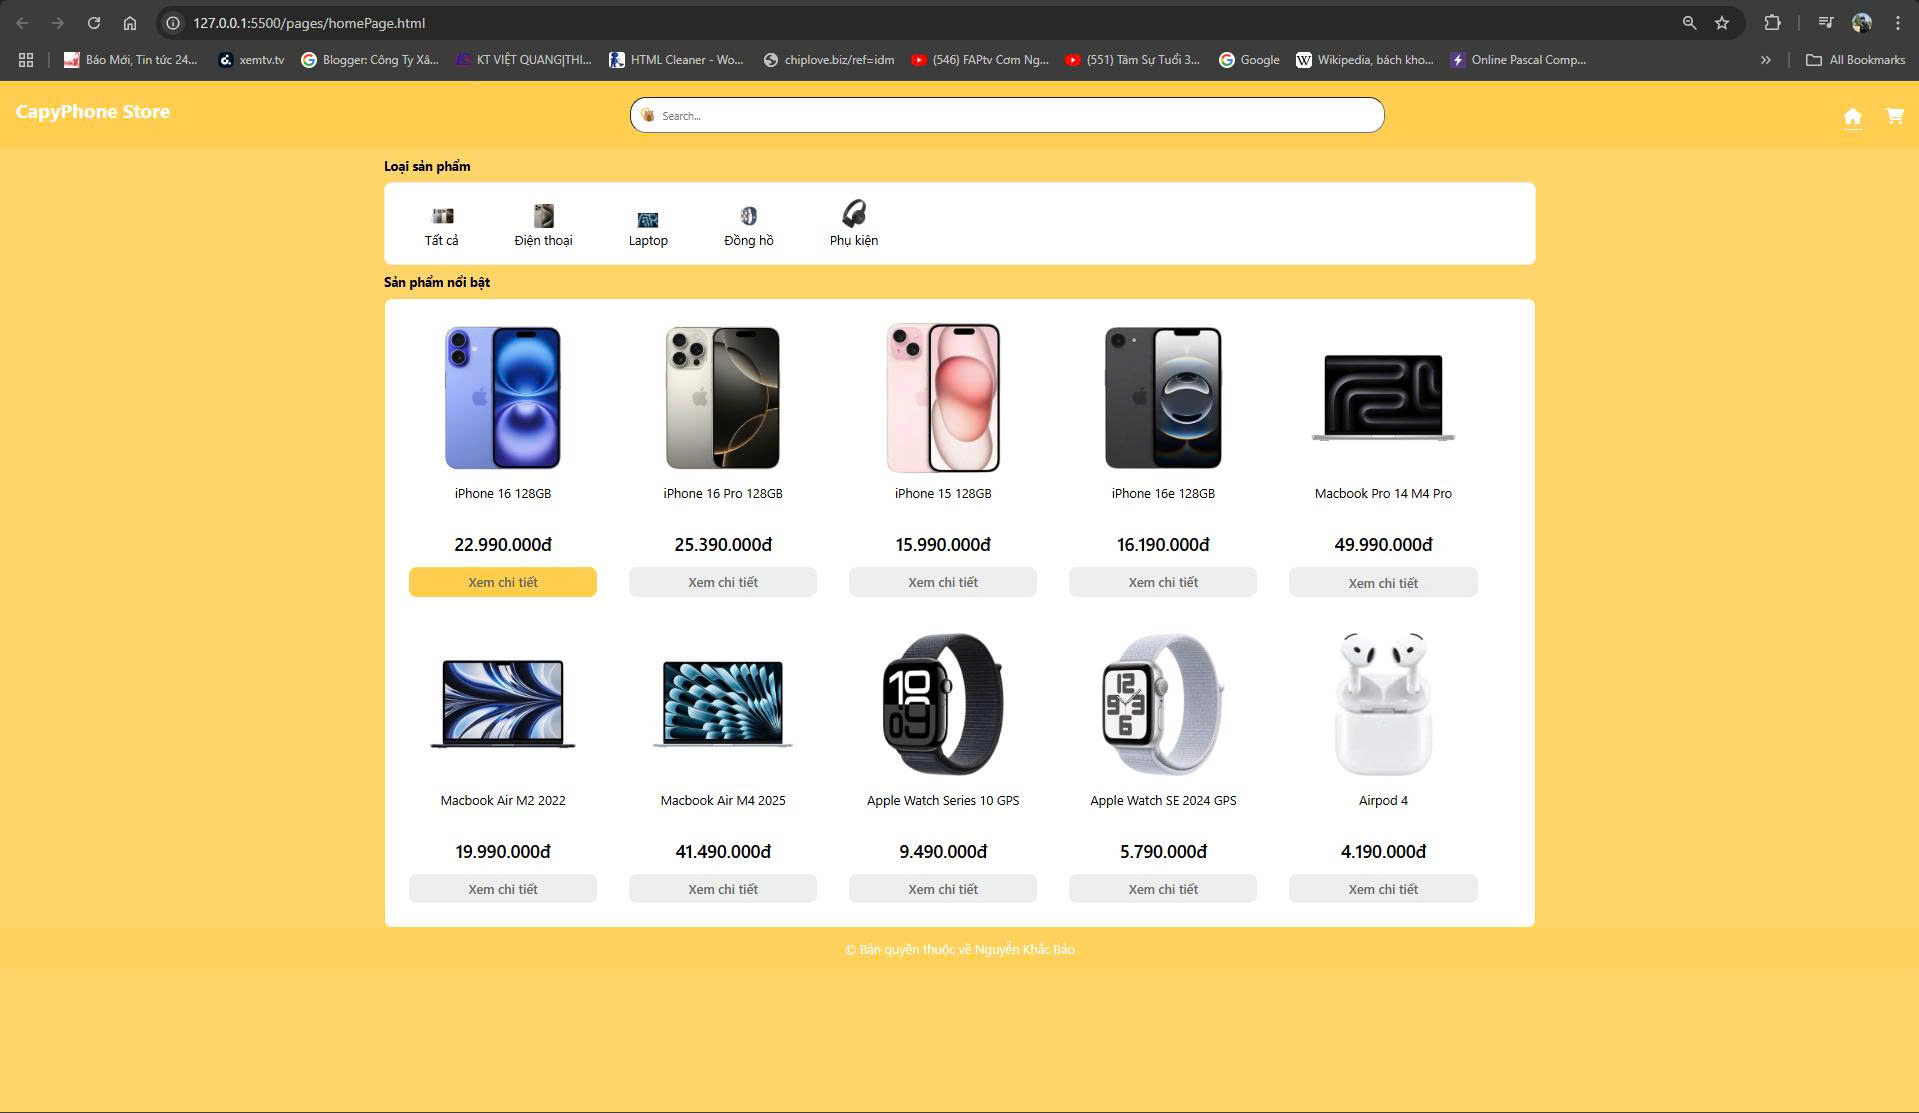 127.0.0.1:5500/pages/homePage.html
Báo Mới, Tin tức 24...
xemtv.tv
Blogger: Công Ty Xâ...
KT VIỆT QUANG|THI...
HTML Cleaner - Wo...
chiplove.biz/ref=idm
(546) FAPtv Cơm Ng...
(551) Tâm Sự Tuổi 3...
Google
Wikipedia, bách kho...
Online Pascal Comp...
»
All Bookmarks
CapyPhone Store
Search...
Loại sản phẩm
Tất cả
Điện thoại
Laptop
Đồng hồ
Phụ kiện
Sản phẩm nổi bật
iPhone 16 128GB
iPhone 16 Pro 128GB
iPhone 15 128GB
iPhone 16e 128GB
Macbook Pro 14 M4 Pro
22.990.000đ
25.390.000đ
15.990.000đ
16.190.000đ
49.990.000đ
Xem chi tiết
Xem chi tiết
Xem chi tiết
Xem chi tiết
Xem chi tiết
10
09
12
9 3
6
Macbook Air M2 2022
Macbook Air M4 2025
Apple Watch Series 10 GPS
Apple Watch SE 2024 GPS
Airpod 4
19.990.000đ
41.490.000đ
9.490.000đ
5.790.000đ
4.190.000đ
Xem chi tiết
Xem chi tiết
Xem chi tiết
Xem chi tiết
Xem chi tiết
© Bản quyền thuộc về Nguyễn Khắc Bảo